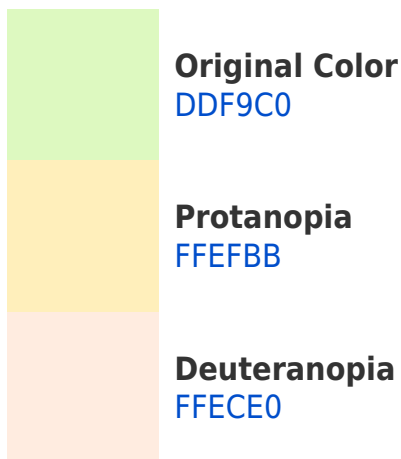 Original Color
DDF9C0
Protanopia
FFEFBB
Deuteranopia
FFECE0